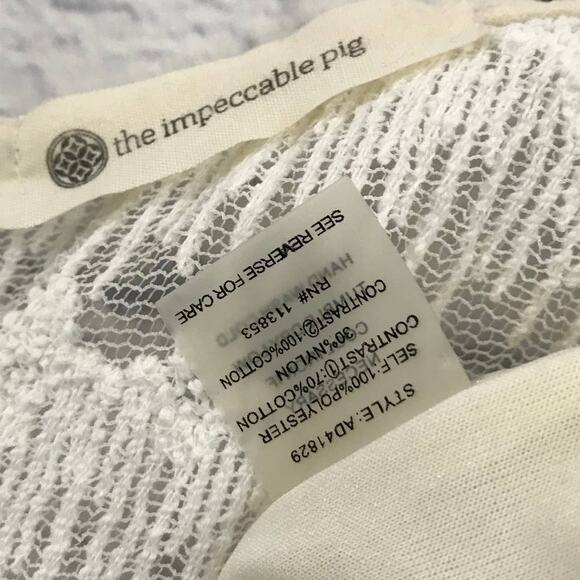 the impeccable pig
STYLE: AD41829
SELF:100%POLYESTER
CONTRAST①:70%COTTON
30%NYLON
CONTRAST②:100%COTTON
RN# 113853
SEE REVERSE FOR CARE